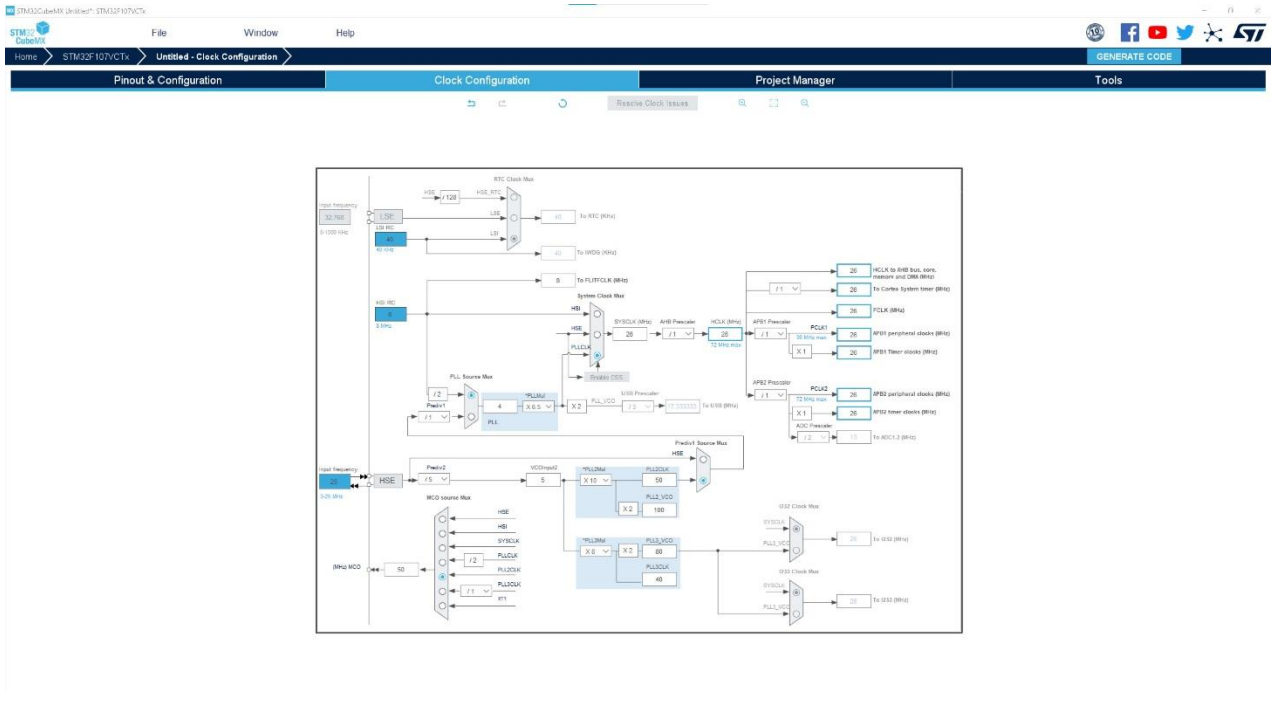 STM32CubeMX Untitled*: STM32F107VCTx
STM32 CubeMX
File
Window
Help
Home
STM32F107VCTx
Untitled - Clock Configuration
GENERATE CODE
Pinout & Configuration
Clock Configuration
Project Manager
Tools
Resolve Clock Issues
RTC Clock Mux
HSE
/ 128
HSE_RTC
Input frequency
32.768
LSE
LSE
40
To RTC (KHz)
0-1000 KHz
LSI RC
40
LSI
40 KHz
40
To IWDG (KHz)
8
To FLITFCLK (MHz)
System Clock Mux
HSI RC
8
8 MHz
HSI
HSE
PLLCLK
SYSCLK (MHz)
26
AHB Prescaler
/ 1
HCLK (MHz)
26
72 MHz max
26
HCLK to AHB bus, core, memory and DMA (MHz)
/ 1
26
To Cortex System timer (MHz)
26
FCLK (MHz)
APB1 Prescaler
/ 1
PCLK1
36 MHz max
26
APB1 peripheral clocks (MHz)
X 1
26
APB1 Timer clocks (MHz)
Enable CSS
APB2 Prescaler
/ 1
PCLK2
72 MHz max
26
APB2 peripheral clocks (MHz)
X 1
26
APB2 timer clocks (MHz)
ADC Prescaler
/ 2
13
To ADC1,2 (MHz)
PLL Source Mux
/ 2
Prediv1
/ 1
4
*PLLMul
X 6.5
PLL
X 2
PLL_VCO
USB Prescaler
/ 3
17.333333
To USB (MHz)
Prediv1 Source Mux
HSE
Input frequency
25
3-25 MHz
HSE
Prediv2
/ 5
VCOInput2
5
*PLL2Mul
X 10
PLL2CLK
50
PLL2_VCO
X 2
100
*PLL3Mul
X 8
X 2
PLL3_VCO
80
PLL3CLK
40
MCO source Mux
HSE
HSI
SYSCLK
/ 2
PLLCLK
PLL2CLK
/ 1
PLL3CLK
XT1
(MHz) MCO
50
I2S2 Clock Mux
SYSCLK
PLL3_VCO
26
To I2S2 (MHz)
I2S3 Clock Mux
SYSCLK
PLL3_VCO
26